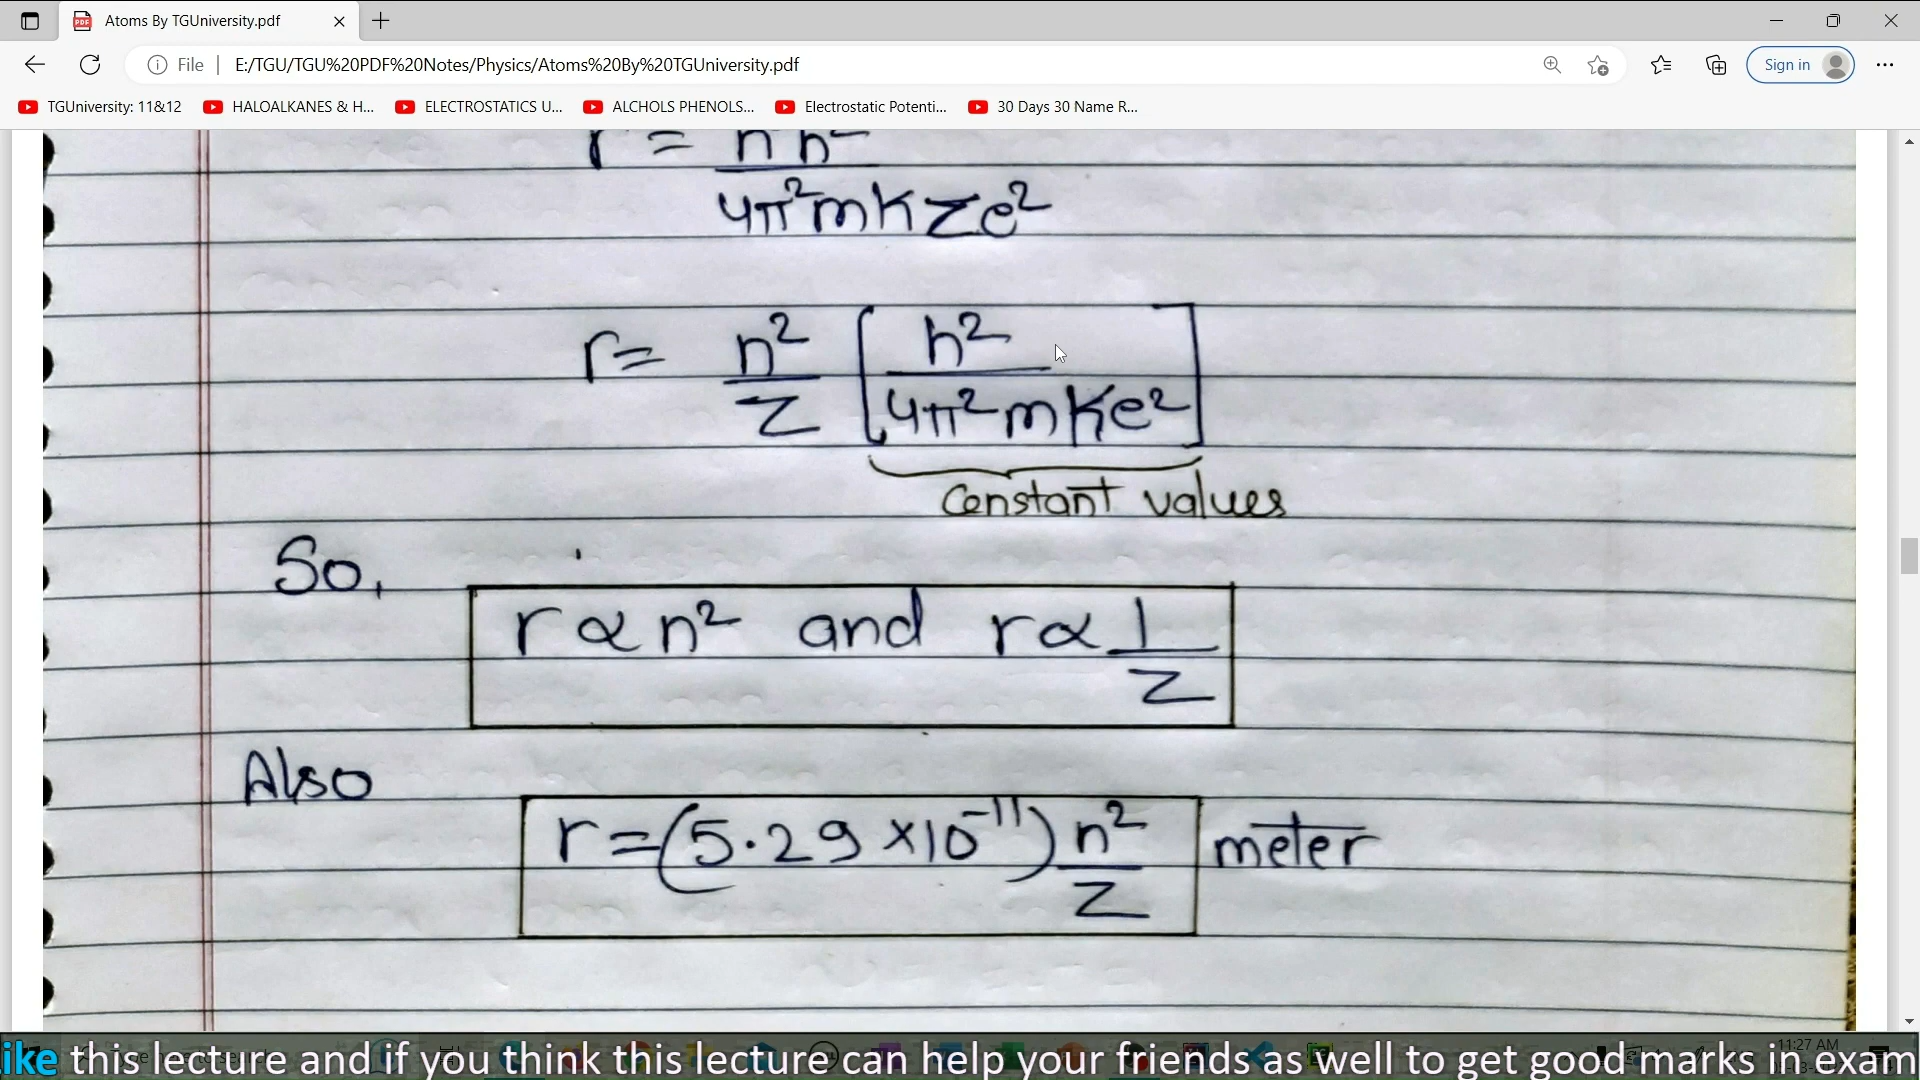 Atoms By TGUniversity.pdf
File | E:/TGU/TGU%20PDF%20Notes/Physics/Atoms%20By%20TGUniversity.pdf
Sign in
TGUniversity: 11&12 HALOALKANES & H... ELECTROSTATICS U... ALCHOLS PHENOLS... Electrostatic Potenti... 30 Days 30 Name R...
4π²mKZe²
r = n²/Z [h²/4π²mKe²]
Constant values
So,
r ∝ n² and r ∝ 1/Z
Also
r = (5.29 × 10⁻¹¹) n²/Z meter
ike this lecture and if you think this lecture can help your friends as well to get good marks in exam
11:27 AM